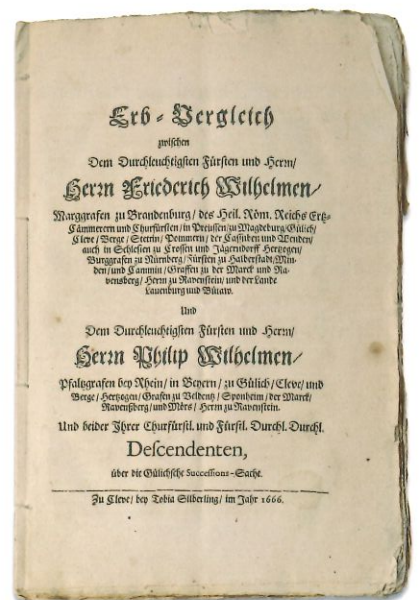 Erb-Vergleich
zwischen
Dem Durchleuchtigsten Fürsten und Herrn/
Herrn Friederich Wilhelmen/
Marggrafen zu Brandenburg/ des Heil. Röm. Reichs Ertz-
Cämmerern und Churfürsten/ in Preussen/ zu Magdeburg/ Gülich/
Cleve/ Berge/ Stettin/ Pommern/ der Cassuben und Wenden/
auch in Schlesien zu Crossen und Jägerndorff Hertzogen/
Burggrafen zu Nürnberg/ Fürsten zu Halberstadt/ Min-
den/ und Cammin/ Graffen zu der Marck und Ra-
vensberg/ Herrn zu Ravenstein/ und der Lande
Lauenburg und Bütaw.
Und
Dem Durchleuchtigsten Fürsten und Herrn/
Herrn Philip Wilhelmen/
Pfaltzgrafen bey Rhein/ in Beyern/ zu Gülich/ Cleve/ und
Berge/ Hertzogen/ Grafen zu Veldentz/ Sponheim/ der Marck/
Ravensberg/ und Mörs/ Herrn zu Ravenstein.
Und beider Ihrer Churfürstl. und Fürstl. Durchl. Durchl.
Descendenten,
über die Gülichsche Successions-Sache.
Zu Cleve/ bey Tobia Silberling/ im Jahr 1666.